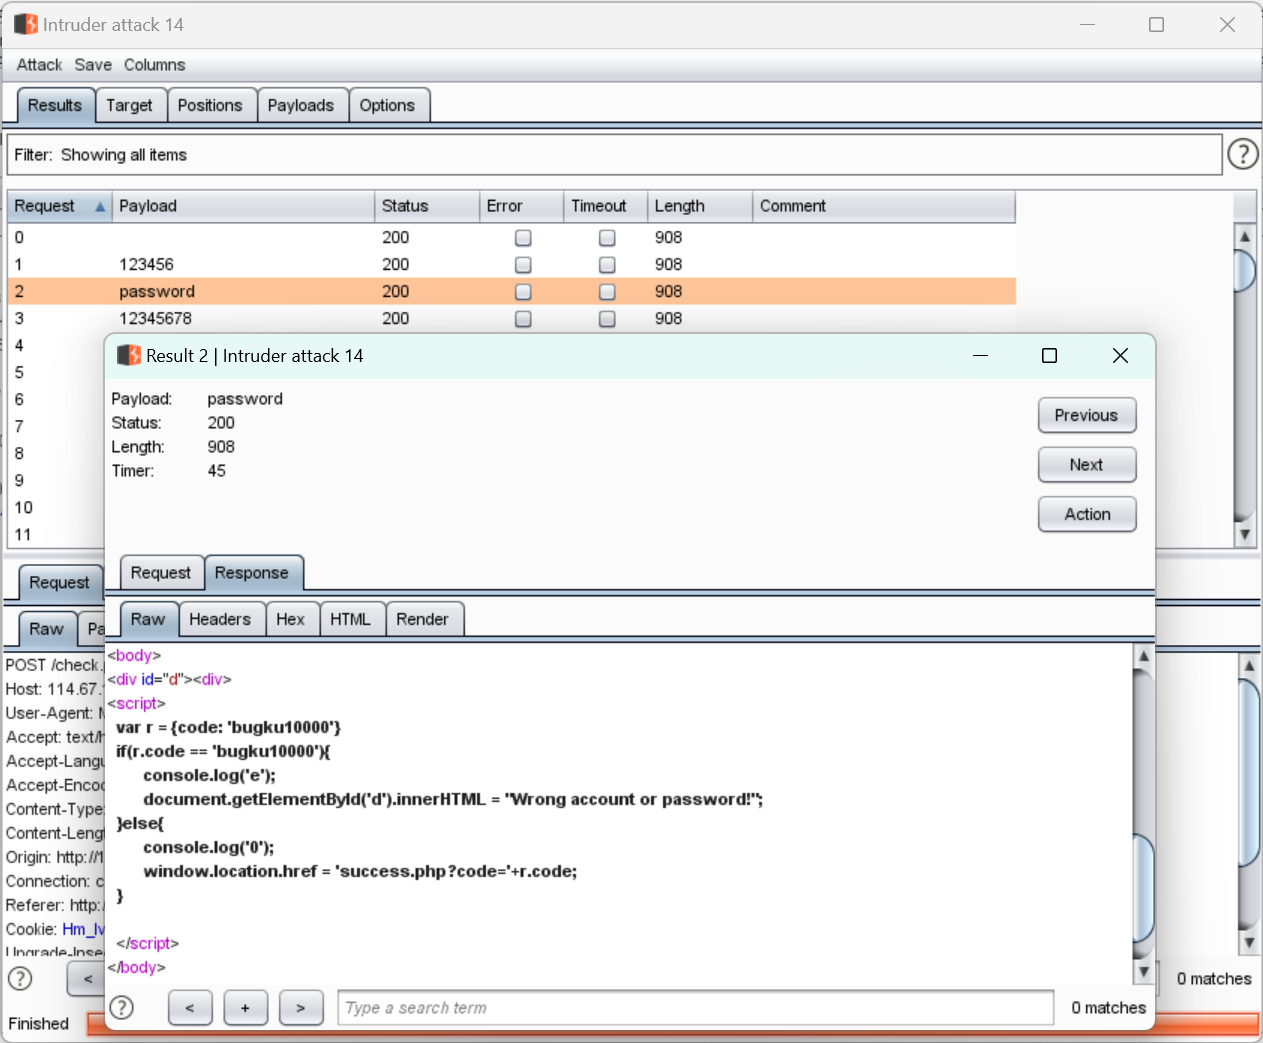 Intruder attack 14
Attack Save Columns
Results Target Positions Payloads Options
Filter: Showing all items
Request Payload Status Error Timeout Length Comment
0 200 908
1 123456 200 908
2 password 200 908
3 12345678 200 908
4
5
6
7
8
9
10
11
Result 2 | Intruder attack 14
Payload: password
Status: 200
Length: 908
Timer: 45
Previous
Next
Action
Request Response
Raw Headers Hex HTML Render
<body>
<div id="d"><div>
<script>
var r = {code: 'bugku10000'}
if(r.code == 'bugku10000'){
console.log('e');
document.getElementById('d').innerHTML = "Wrong account or password!";
}else{
console.log('0');
window.location.href = 'success.php?code='+r.code;
}
</script>
</body>
? < + > Type a search term 0 matches
Request
Raw
POST /check.
Host: 114.67.
User-Agent:
Accept: text/h
Accept-Langu
Accept-Encod
Content-Type:
Content-Leng
Origin: http://1
Connection: c
Referer: http:/
Cookie: Hm_lv
Upgrade-Inse
? < 0 matches
Finished